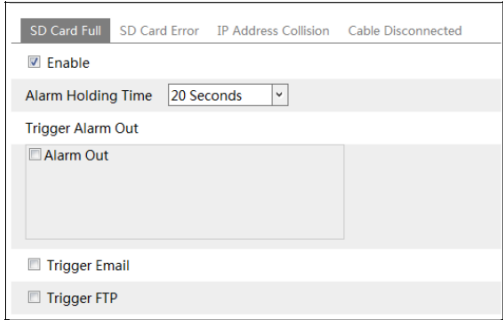 SD Card Full SD Card Error IP Address Collision Cable Disconnected
Enable
Alarm Holding Time 20 Seconds
Trigger Alarm Out
Alarm Out
Trigger Email
Trigger FTP